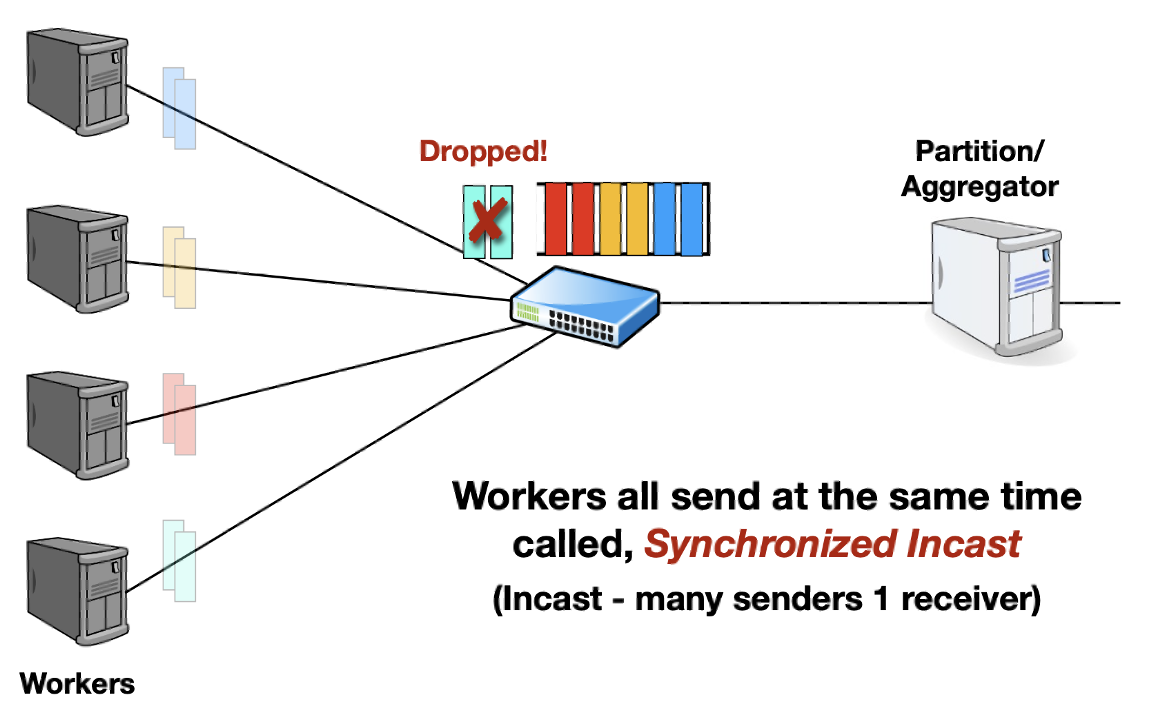 Dropped!
Partition/
Aggregator
Workers all send at the same time
called, Synchronized Incast
(Incast - many senders 1 receiver)
Workers